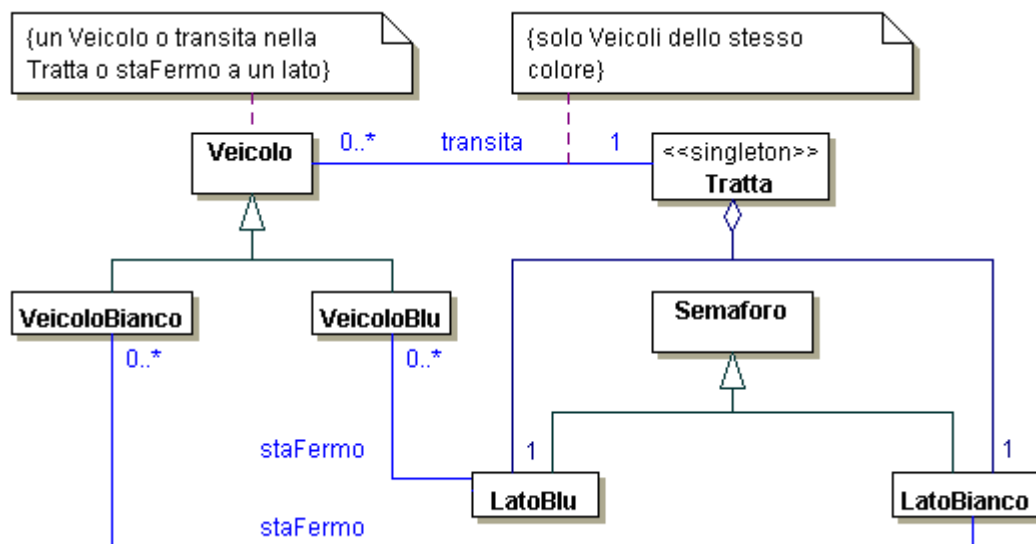 {un Veicolo o transita nella
Tratta o staFermo a un lato}
{solo Veicoli dello stesso
colore}
Veicolo
0..*
transita
1
<<singleton>>
Tratta
VeicoloBianco
VeicoloBlu
Semaforo
0..*
0..*
staFermo
1
1
LatoBlu
LatoBianco
staFermo